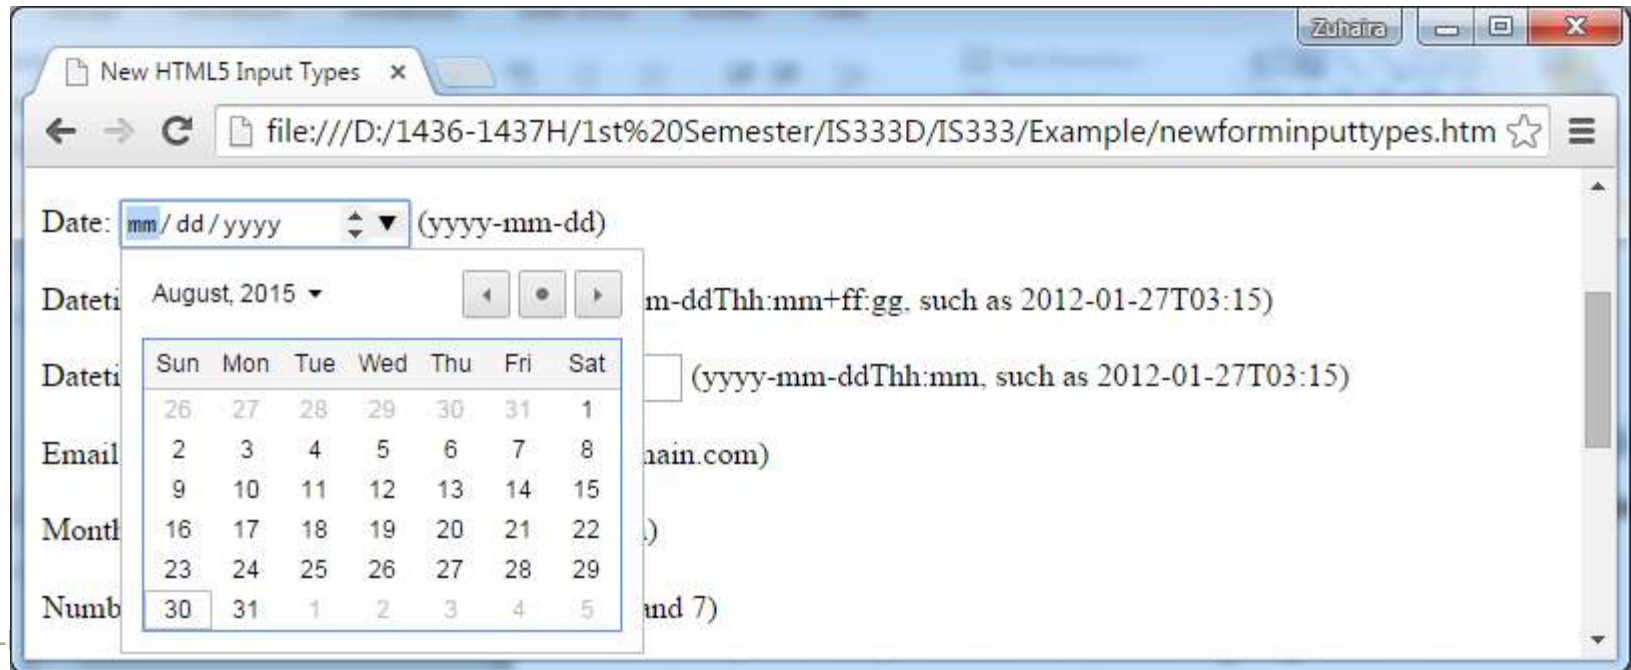 Zuhaira
New HTML5 Input Types
file:///D:/1436-1437H/1st%20Semester/IS333D/IS333/Example/newforminputtypes.htm
Date: mm/dd/yyyy (yyyy-mm-dd)
August, 2015
Dateti m-ddThh:mm+ff:gg, such as 2012-01-27T03:15)
Sun Mon Tue Wed Thu Fri Sat
Dateti (yyyy-mm-ddThh:mm, such as 2012-01-27T03:15)
26 27 28 29 30 31 1
2 3 4 5 6 7 8
Email main.com)
9 10 11 12 13 14 15
16 17 18 19 20 21 22
Month )
23 24 25 26 27 28 29
30 31 1 2 3 4 5
Numb and 7)